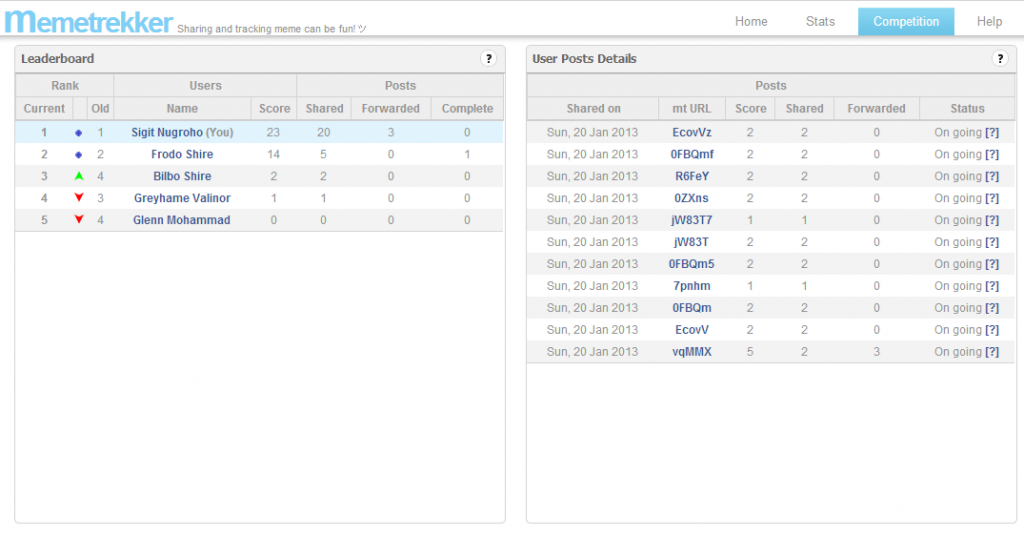 Memetrekker Sharing and tracking meme can be fun! ツ
Home Stats Competition Help
Leaderboard ?
Rank Users Posts
Current Old Name Score Shared Forwarded Complete
1 1 Sigit Nugroho (You) 23 20 3 0
2 2 Frodo Shire 14 5 0 1
3 4 Bilbo Shire 2 2 0 0
4 3 Greyhame Valinor 1 1 0 0
5 4 Glenn Mohammad 0 0 0 0
User Posts Details ?
Posts
Shared on mt URL Score Shared Forwarded Status
Sun, 20 Jan 2013 EcovVz 2 2 0 On going [?]
Sun, 20 Jan 2013 0FBQmf 2 2 0 On going [?]
Sun, 20 Jan 2013 R6FeY 2 2 0 On going [?]
Sun, 20 Jan 2013 0ZXns 2 2 0 On going [?]
Sun, 20 Jan 2013 jW83T7 1 1 0 On going [?]
Sun, 20 Jan 2013 jW83T 2 2 0 On going [?]
Sun, 20 Jan 2013 0FBQm5 2 2 0 On going [?]
Sun, 20 Jan 2013 7pnhm 1 1 0 On going [?]
Sun, 20 Jan 2013 0FBQm 2 2 0 On going [?]
Sun, 20 Jan 2013 EcovV 2 2 0 On going [?]
Sun, 20 Jan 2013 vqMMX 5 2 3 On going [?]